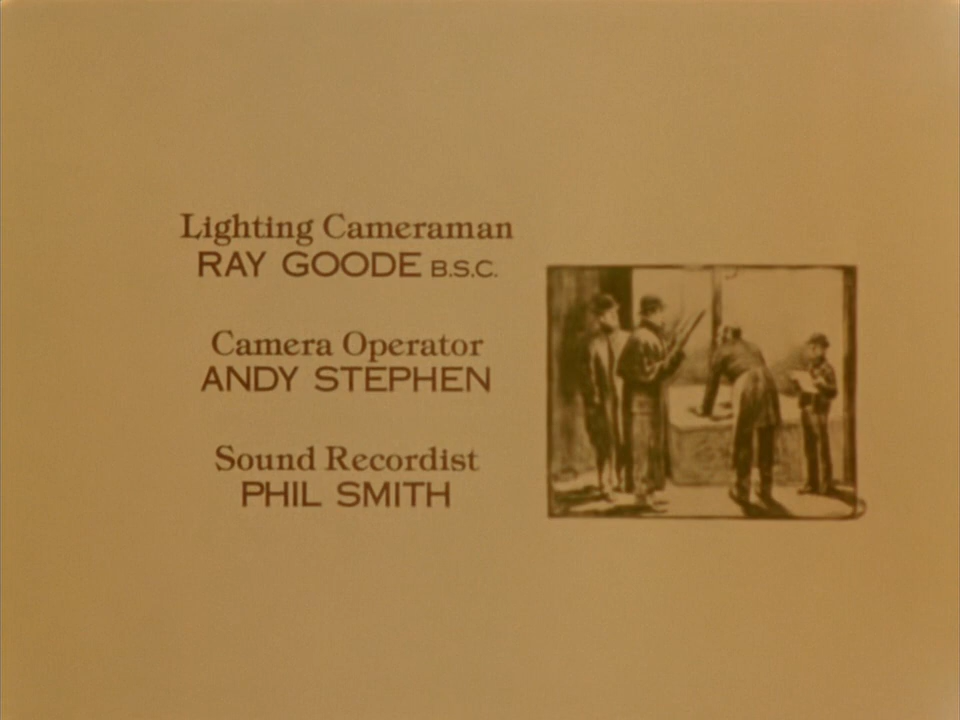 Lighting Cameraman
RAY GOODE B.S.C.
Camera Operator
ANDY STEPHEN
Sound Recordist
PHIL SMITH